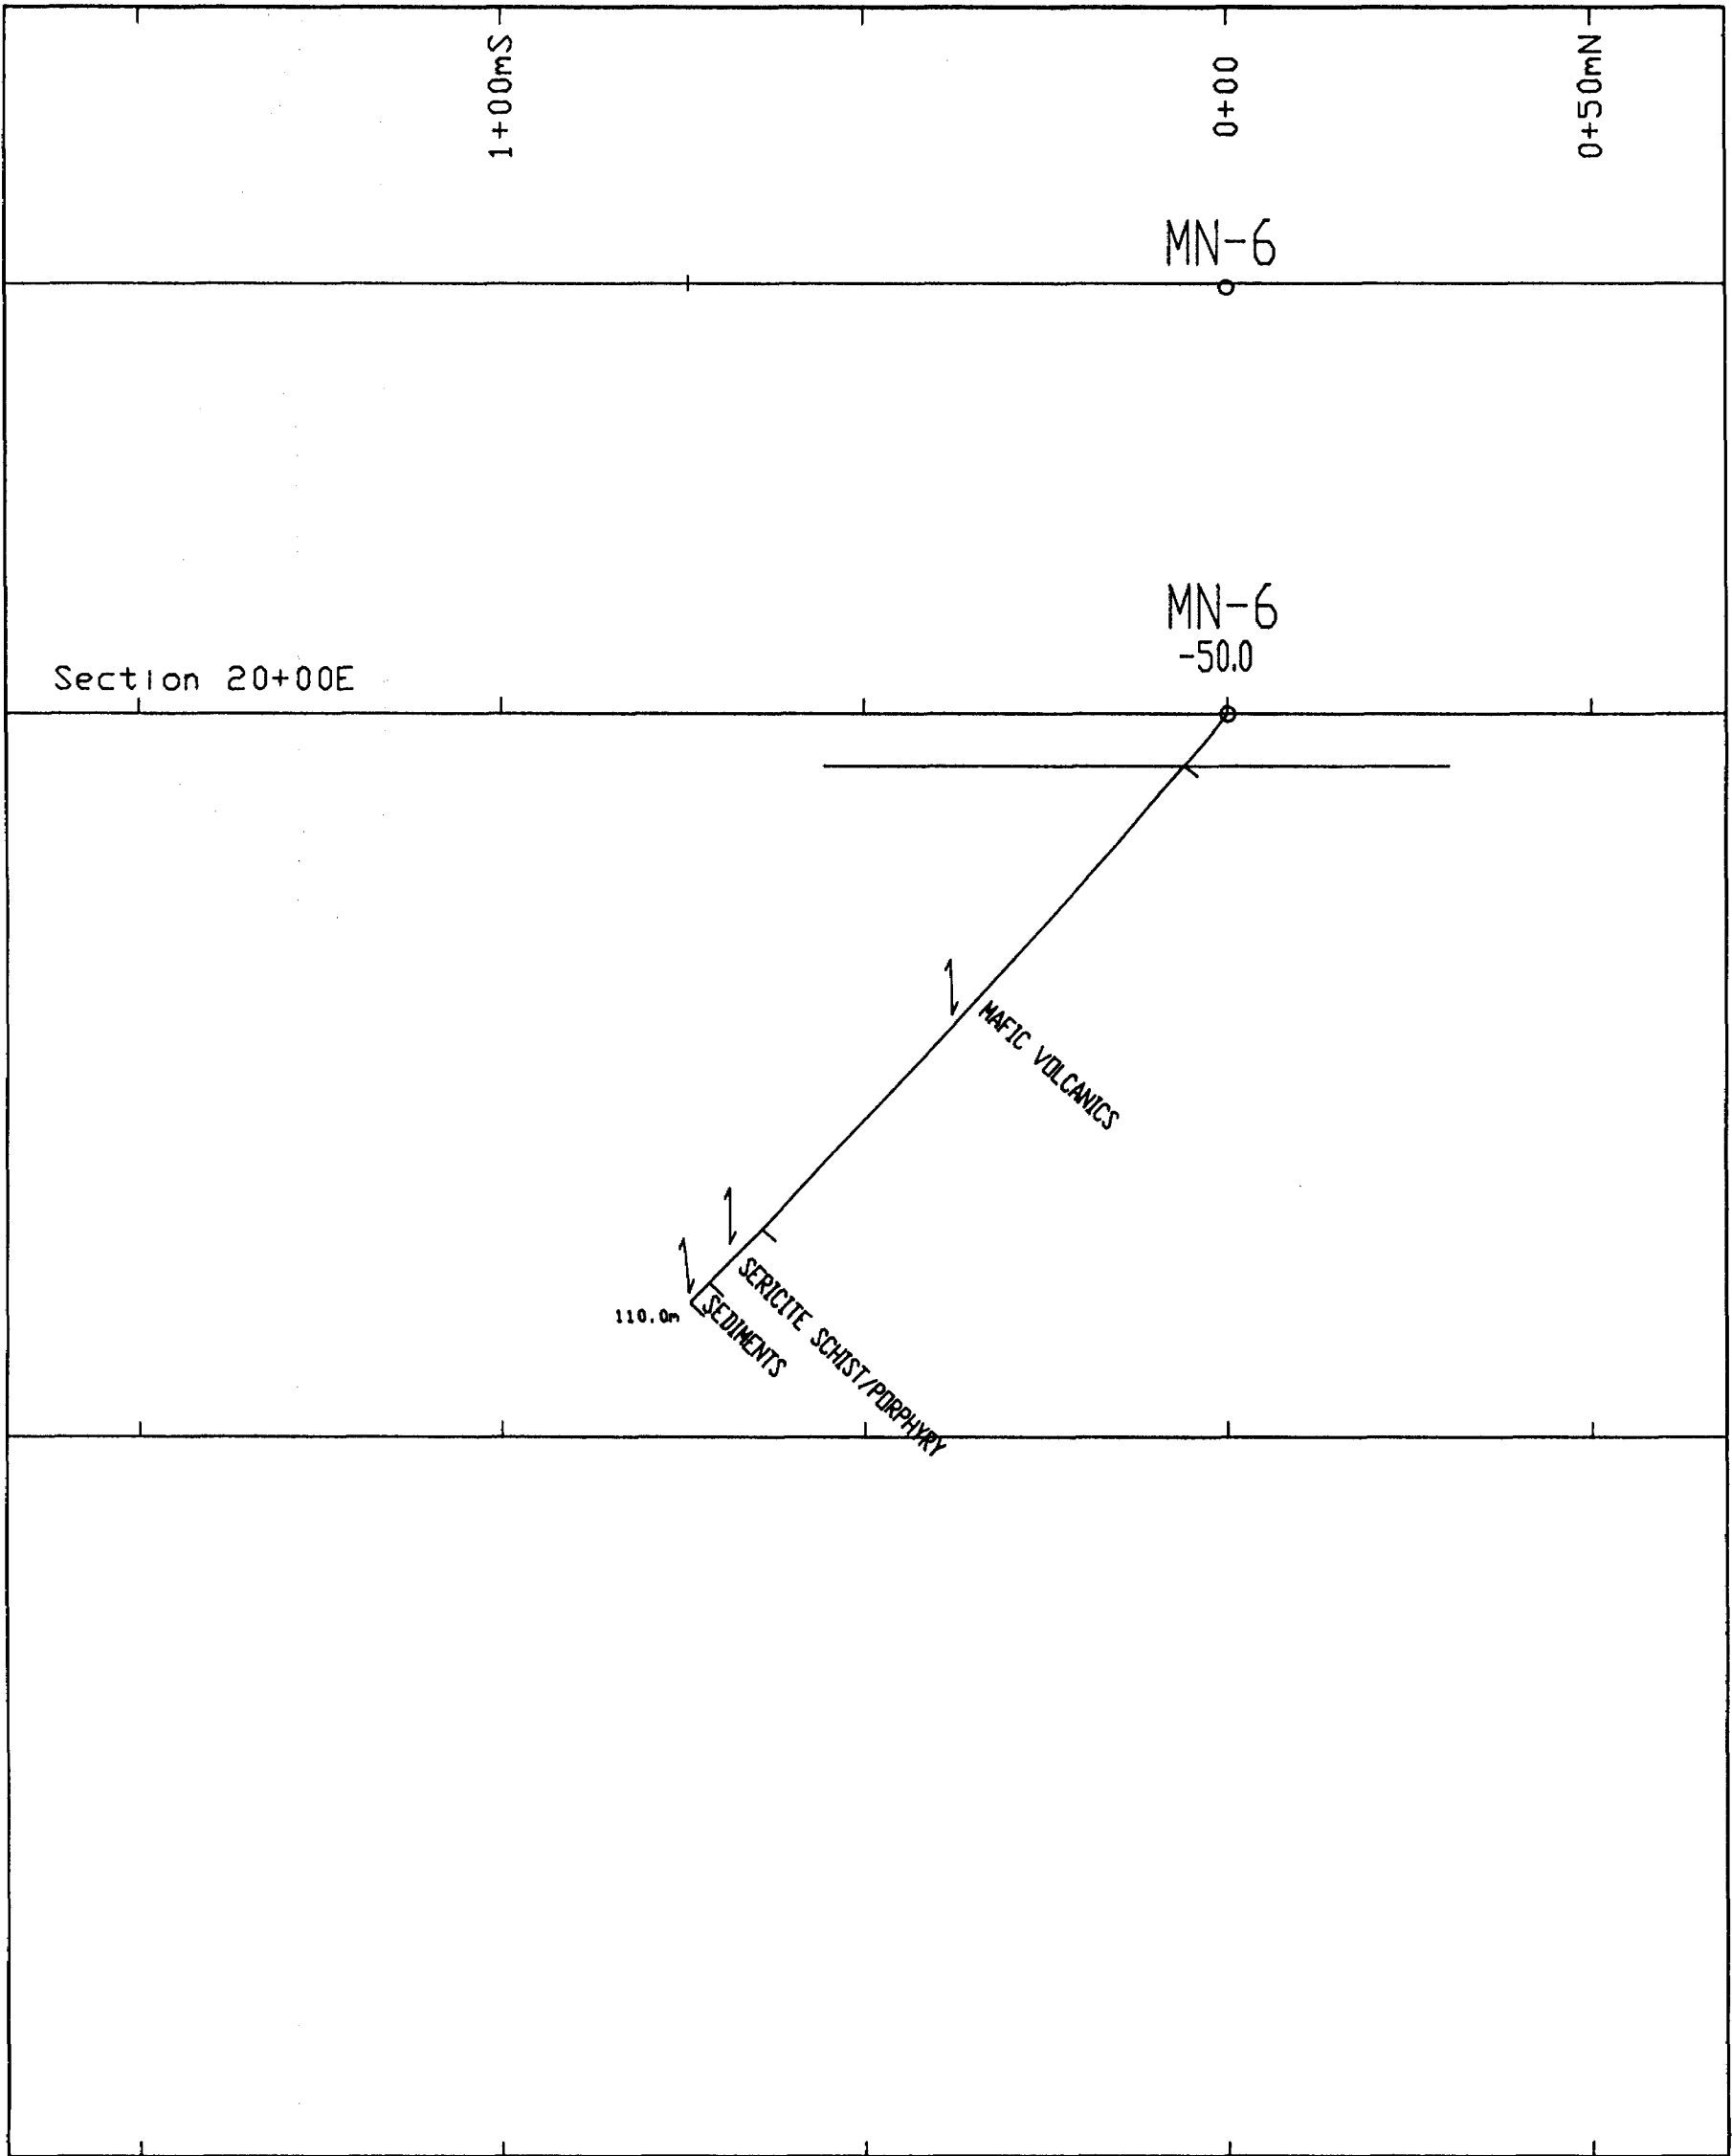 1+00mS
0+00
0+50mN
MN-6
MN-6
-50.0
Section 20+00E
MAFIC VOLCANICS
SERICITE SCHIST/PORPHYRY
SEDIMENTS
110.0m